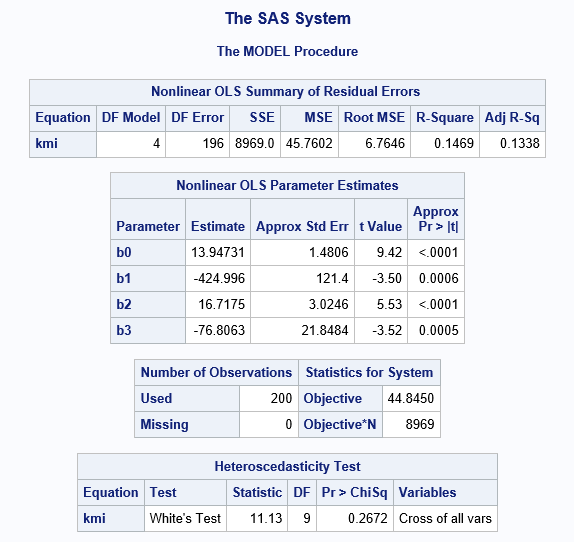 The SAS System
The MODEL Procedure
Nonlinear OLS Summary of Residual Errors
Equation DF Model DF Error SSE MSE Root MSE R-Square Adj R-Sq
kmi 4 196 8969.0 45.7602 6.7646 0.1469 0.1338
Nonlinear OLS Parameter Estimates
Parameter Estimate Approx Std Err t Value Approx Pr > |t|
b0 13.94731 1.4806 9.42 <.0001
b1 -424.996 121.4 -3.50 0.0006
b2 16.7175 3.0246 5.53 <.0001
b3 -76.8063 21.8484 -3.52 0.0005
Number of Observations Statistics for System
Used 200 Objective 44.8450
Missing 0 Objective*N 8969
Heteroscedasticity Test
Equation Test Statistic DF Pr > ChiSq Variables
kmi White's Test 11.13 9 0.2672 Cross of all vars